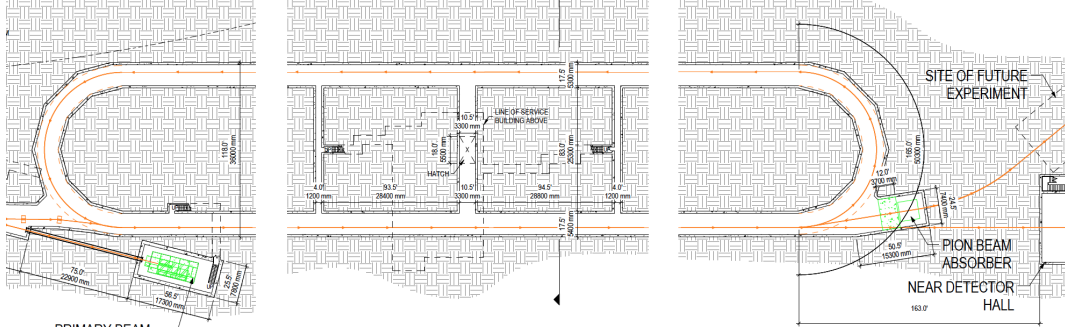 118.0'
36000 mm
75.0'
22900 mm
56.5'
17300 mm
25.5'
7800 mm
PRIMARY BEAM
17.5'
5300 mm
LINE OF SERVICE
BUILDING ABOVE
10.5'
3300 mm
18.0'
5500 mm
X
HATCH
83.0'
25300 mm
4.0'
1200 mm
93.5'
28400 mm
10.5'
3300 mm
94.5'
28800 mm
4.0'
1200 mm
17.5'
5400 mm
SITE OF FUTURE
EXPERIMENT
165.0'
50300 mm
12.0'
3700 mm
24.5'
7400 mm
50.5'
15300 mm
PION BEAM
ABSORBER
NEAR DETECTOR
HALL
163.0'